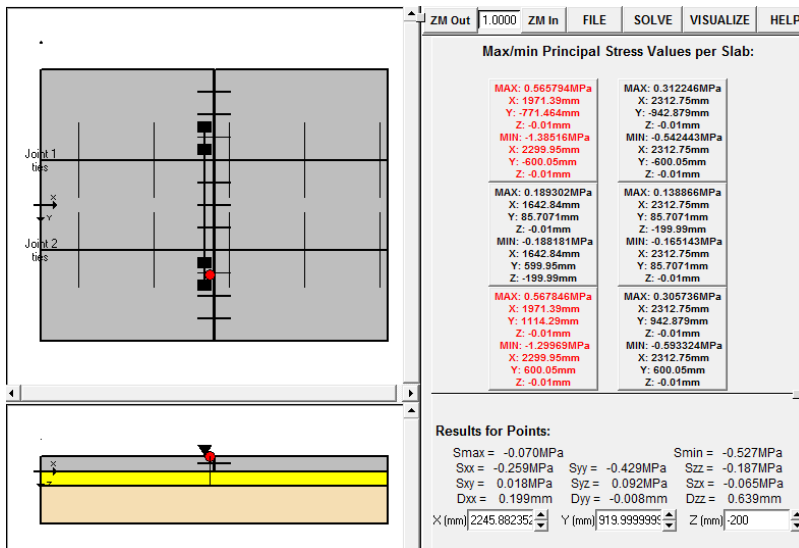 ZM Out 1.0000 ZM In FILE SOLVE VISUALIZE HELP
Max/min Principal Stress Values per Slab:
MAX: 0.565794MPa
X: 1971.39mm
Y: -771.464mm
Z: -0.01mm
MIN: -1.38516MPa
X: 2299.95mm
Y: -600.05mm
Z: -0.01mm
MAX: 0.312246MPa
X: 2312.75mm
Y: -942.879mm
Z: -0.01mm
MIN: -0.542443MPa
X: 2312.75mm
Y: -600.05mm
Z: -0.01mm
MAX: 0.189302MPa
X: 1642.84mm
Y: 85.7071mm
Z: -0.01mm
MIN: -0.188181MPa
X: 1642.84mm
Y: 599.95mm
Z: -199.99mm
MAX: 0.138866MPa
X: 2312.75mm
Y: 85.7071mm
Z: -199.99mm
MIN: -0.165143MPa
X: 2312.75mm
Y: 85.7071mm
Z: -0.01mm
MAX: 0.567846MPa
X: 1971.39mm
Y: 1114.29mm
Z: -0.01mm
MIN: -1.29969MPa
X: 2299.95mm
Y: 600.05mm
Z: -0.01mm
MAX: 0.305736MPa
X: 2312.75mm
Y: 942.879mm
Z: -0.01mm
MIN: -0.593324MPa
X: 2312.75mm
Y: 600.05mm
Z: -0.01mm
Joint 1
ties
X
Y
Joint 2
ties
X
Z
Results for Points:
Smax = -0.070MPa Smin = -0.527MPa
Sxx = -0.259MPa Syy = -0.429MPa Szz = -0.187MPa
Sxy = 0.018MPa Syz = 0.092MPa Szx = -0.065MPa
Dxx = 0.199mm Dyy = -0.008mm Dzz = 0.639mm
X (mm) 2245.882352 Y (mm) 919.9999999 Z (mm) -200